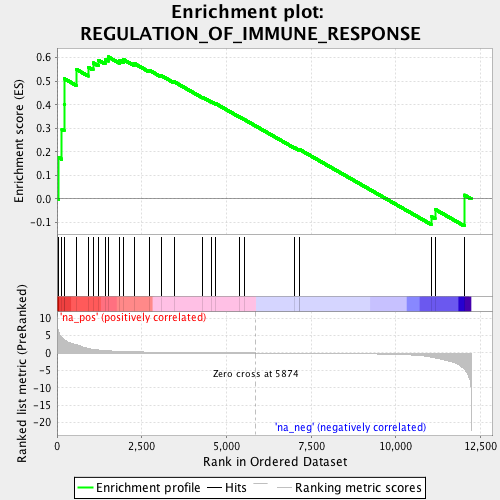 Enrichment plot:
REGULATION_OF_IMMUNE_RESPONSE
Enrichment score (ES)
0.6
0.5
0.4
0.3
0.2
0.1
0.0
-0.1
'na_pos' (positively correlated)
Ranked list metric (PreRanked)
10
5
0
-5
-10
-15
-20
Zero cross at 5874
'na_neg' (negatively correlated)
0
2,500
5,000
7,500
10,000
12,500
Rank in Ordered Dataset
Enrichment profile
Hits
Ranking metric scores